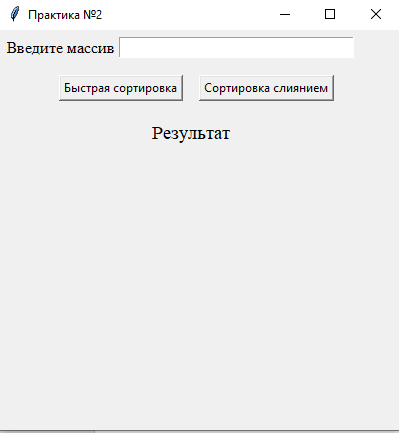 Практика №2
Введите массив
Быстрая сортировка Сортировка слиянием
Результат